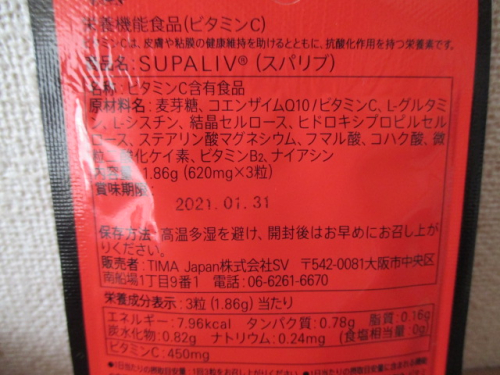 栄養機能食品(ビタミンC)
ビタミンCは、皮膚や粘膜の健康維持を助けるとともに、抗酸化作用を持つ栄養素です。
商品名:SUPALIV®(スパリブ)
名称:ビタミンC含有食品
原材料名:麦芽糖、コエンザイムQ10/ビタミンC、L-グルタミ
ン、L-シスチン、結晶セルロース、ヒドロキシプロピルセル
ース、ステアリン酸マグネシウム、フマル酸、コハク酸、微
粒二酸化ケイ素、ビタミンB₂、ナイアシン
内容量:1.86g(620mg×3粒)
賞味期限:
2021.01.31
保存方法:高温多湿を避け、開封後はお早めにお召し上が
りください。
販売者:TIMA Japan株式会社SV 〒542-0081大阪市中央区
南船場1丁目9番1号 06-6261-6670
栄養成分表示:3粒(1.86g)当たり
エネルギー:7.96kcal タンパク質:0.78g 脂質:0.16g
炭水化物:0.82g ナトリウム:0.24mg (食塩相当量:0g)
ビタミンC:450mg